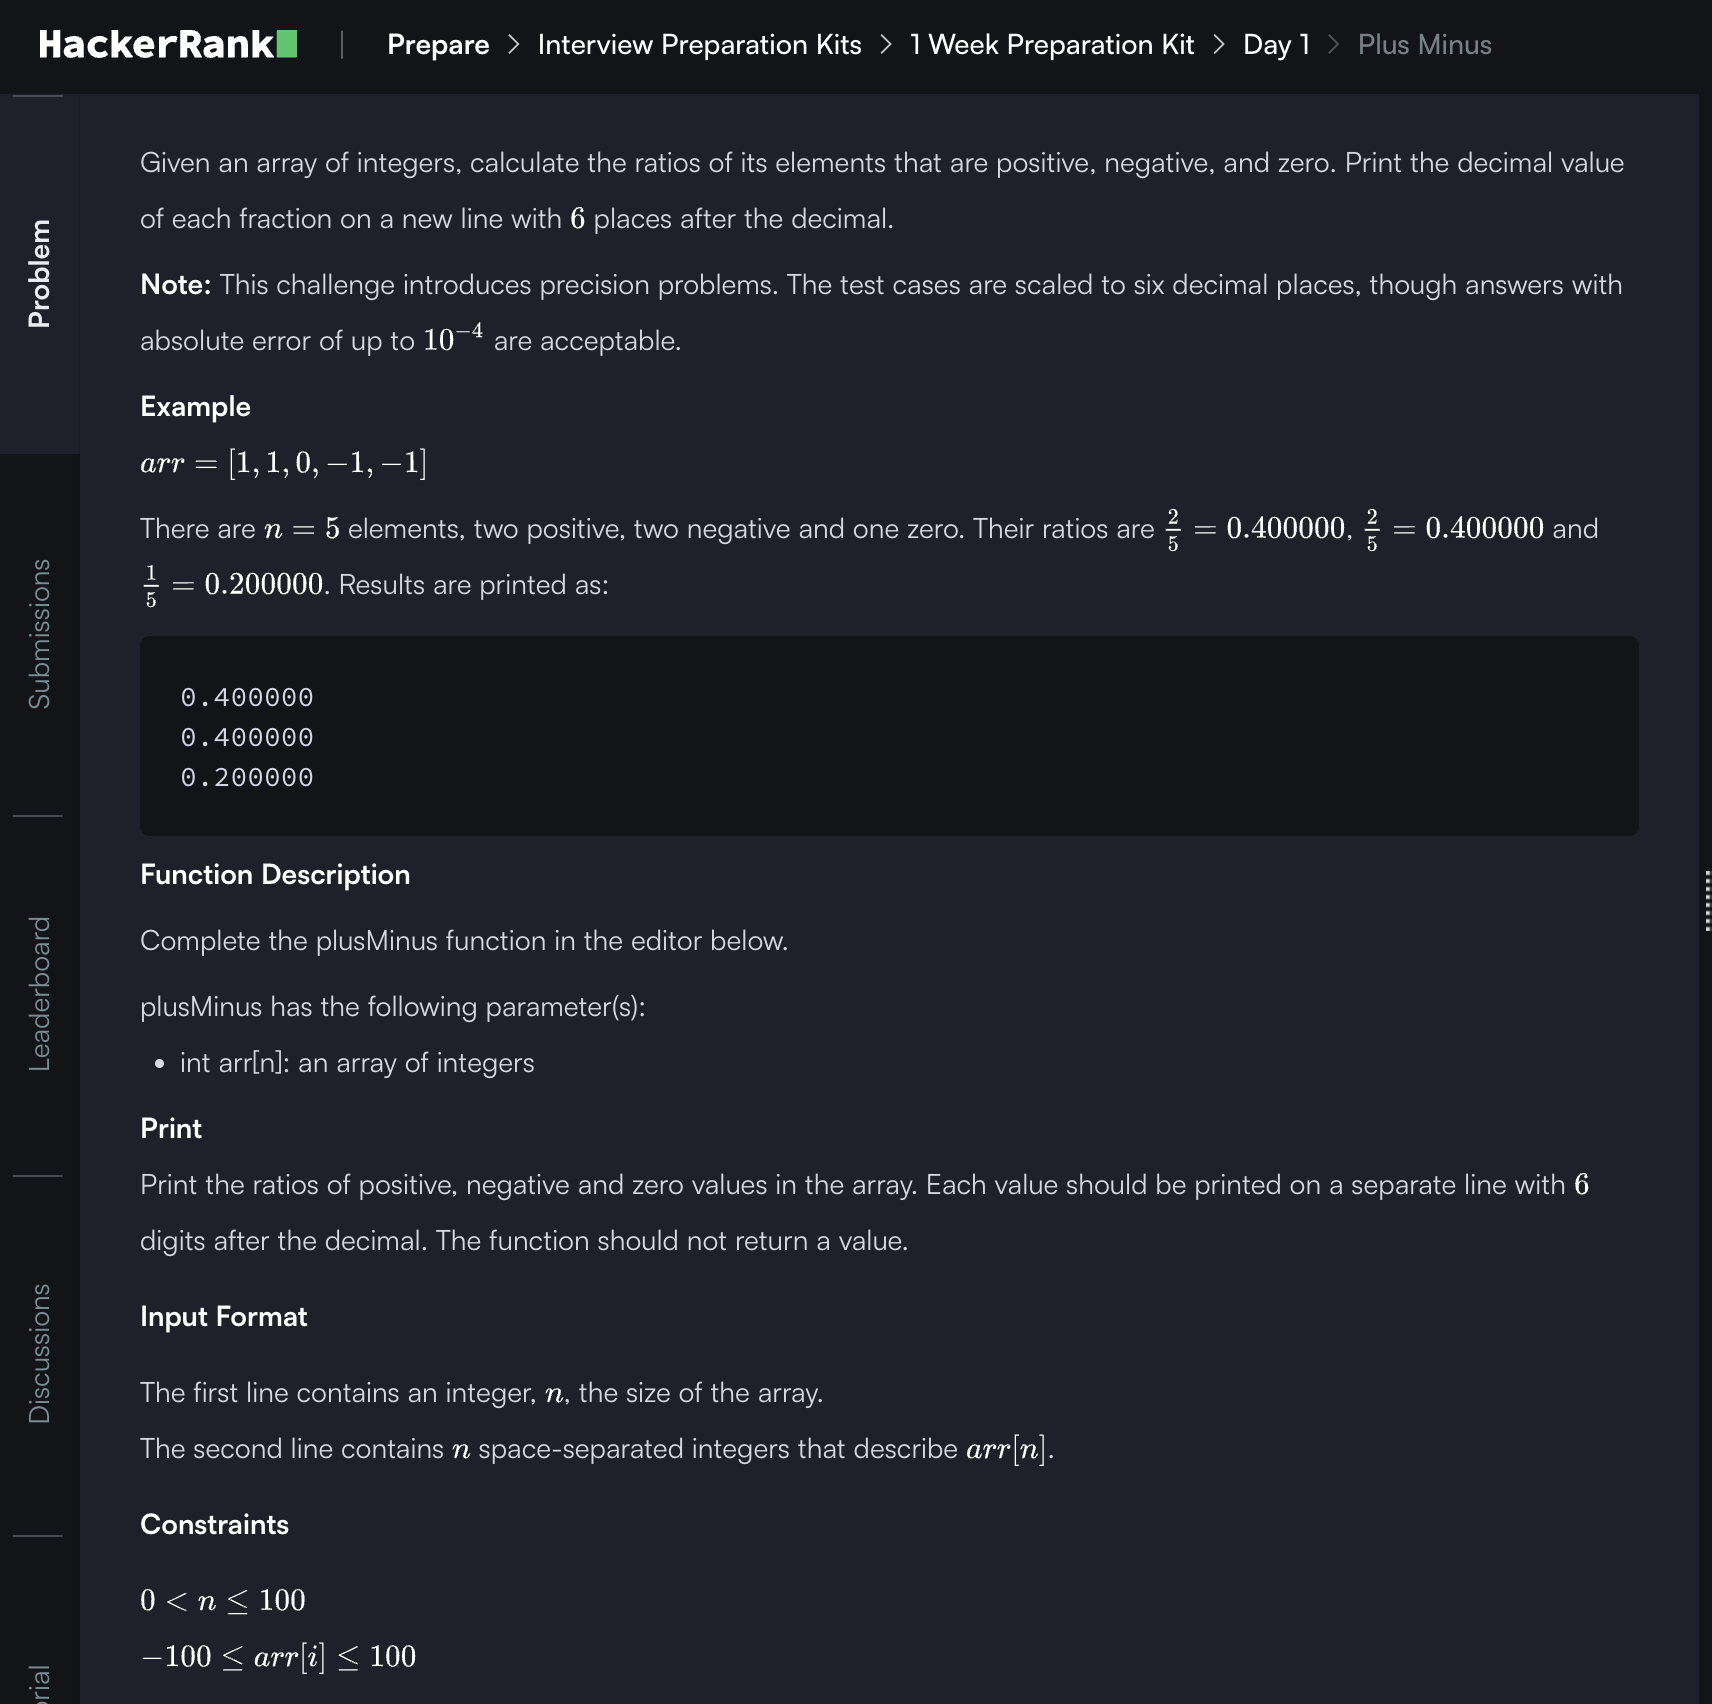 HackerRank | Prepare > Interview Preparation Kits > 1 Week Preparation Kit > Day 1 > Plus Minus
Problem
Submissions
Leaderboard
Discussions
Given an array of integers, calculate the ratios of its elements that are positive, negative, and zero. Print the decimal value
of each fraction on a new line with 6 places after the decimal.
Note: This challenge introduces precision problems. The test cases are scaled to six decimal places, though answers with
absolute error of up to 10⁻⁴ are acceptable.
Example
arr = [1, 1, 0, −1, −1]
There are n = 5 elements, two positive, two negative and one zero. Their ratios are 2/5 = 0.400000, 2/5 = 0.400000 and
1/5 = 0.200000. Results are printed as:
0.400000
0.400000
0.200000
Function Description
Complete the plusMinus function in the editor below.
plusMinus has the following parameter(s):
• int arr[n]: an array of integers
Print
Print the ratios of positive, negative and zero values in the array. Each value should be printed on a separate line with 6
digits after the decimal. The function should not return a value.
Input Format
The first line contains an integer, n, the size of the array.
The second line contains n space-separated integers that describe arr[n].
Constraints
0 < n ≤ 100
−100 ≤ arr[i] ≤ 100